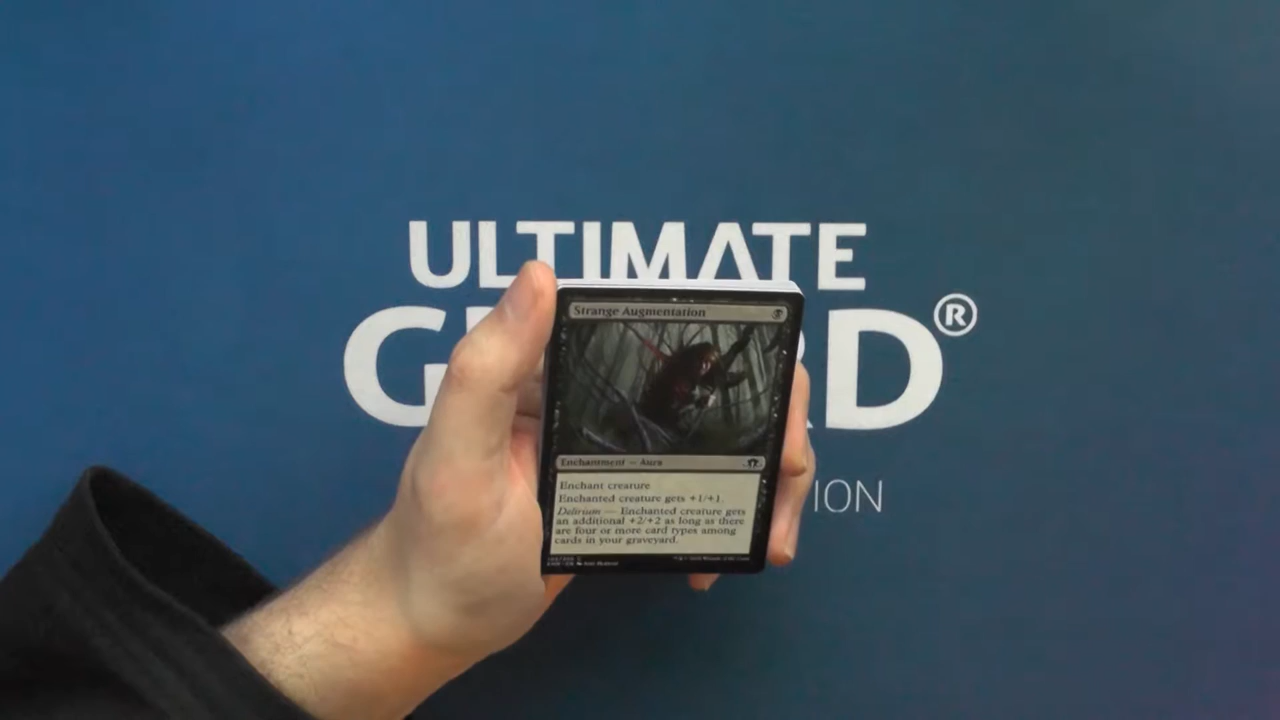 ULTIMATE
G RD®
ION
Strange Augmentation
Enchantment — Aura
Enchant creature
Enchanted creature gets +1/+1.
Delirium — Enchanted creature gets
an additional +2/+2 as long as there
are four or more card types among
cards in your graveyard.